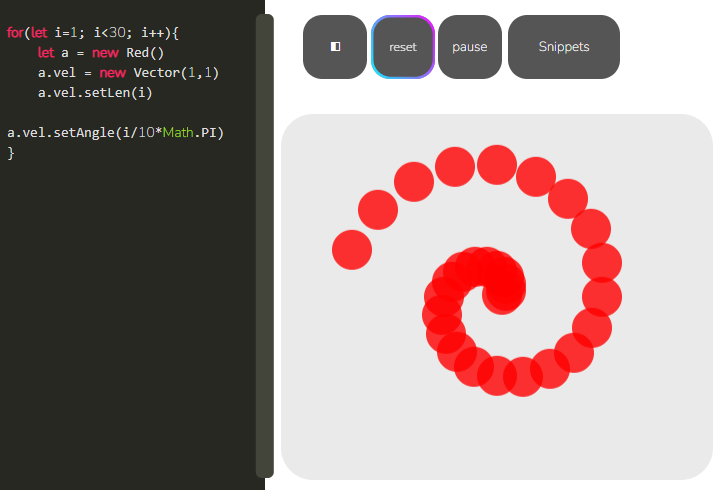 for(let i=1; i<30; i++){
    let a = new Red()
    a.vel = new Vector(1,1)
    a.vel.setLen(i)
a.vel.setAngle(i/10*Math.PI)
}
reset pause Snippets